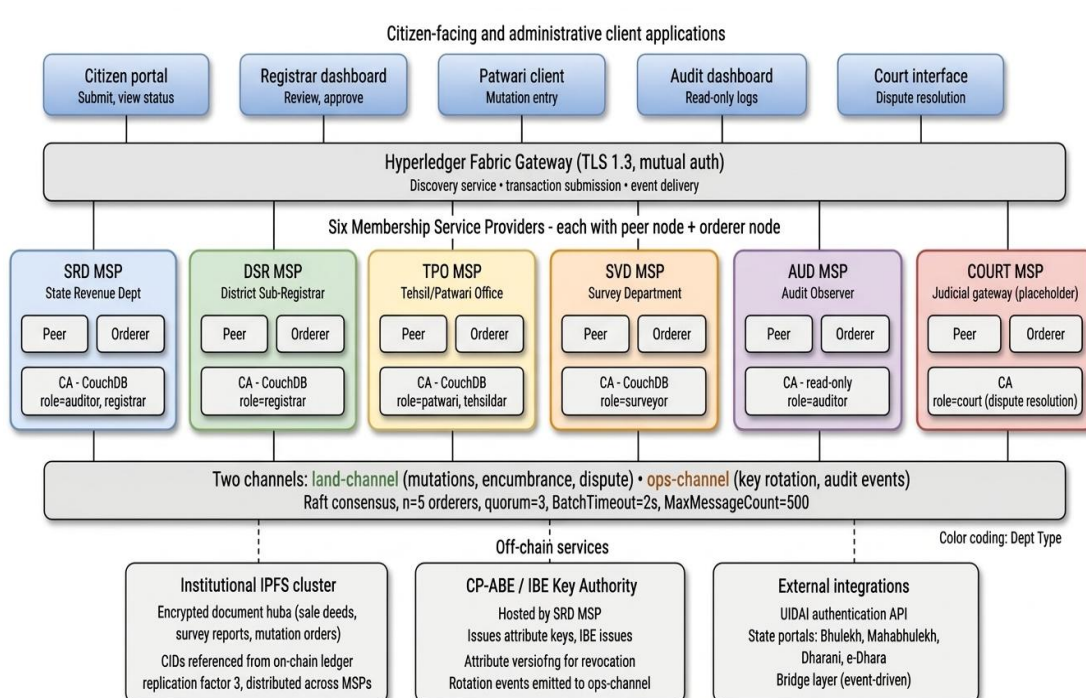 Citizen-facing and administrative client applications
Citizen portal
Submit, view status
Registrar dashboard
Review, approve
Patwari client
Mutation entry
Audit dashboard
Read-only logs
Court interface
Dispute resolution
Hyperledger Fabric Gateway (TLS 1.3, mutual auth)
Discovery service • transaction submission • event delivery
Six Membership Service Providers - each with peer node + orderer node
SRD MSP
State Revenue Dept
Peer
Orderer
CA - CouchDB
role=auditor, registrar
DSR MSP
District Sub-Registrar
Peer
Orderer
CA - CouchDB
role=registrar
TPO MSP
Tehsil/Patwari Office
Peer
Orderer
CA - CouchDB
role=patwari, tehsildar
SVD MSP
Survey Department
Peer
Orderer
CA - CouchDB
role=surveyor
AUD MSP
Audit Observer
Peer
Orderer
CA - read-only
role=auditor
COURT MSP
Judicial gateway (placeholder)
Peer
Orderer
CA
role=court (dispute resolution)
Two channels: land-channel (mutations, encumbrance, dispute) • ops-channel (key rotation, audit events)
Raft consensus, n=5 orderers, quorum=3, BatchTimeout=2s, MaxMessageCount=500
Color coding: Dept Type
Off-chain services
Institutional IPFS cluster
Encrypted document huba (sale deeds,
survey reports, mutation orders)
CIDs referenced from on-chain ledger
replication factor 3, distributed across MSPs
CP-ABE / IBE Key Authority
Hosted by SRD MSP
Issues attribute keys, IBE issues
Attribute versiofng for revocation
Rotation events emitted to ops-channel
External integrations
UIDAI authentication API
State portals: Bhulekh, Mahabhulekh,
Dharani, e-Dhara
Bridge layer (event-driven)